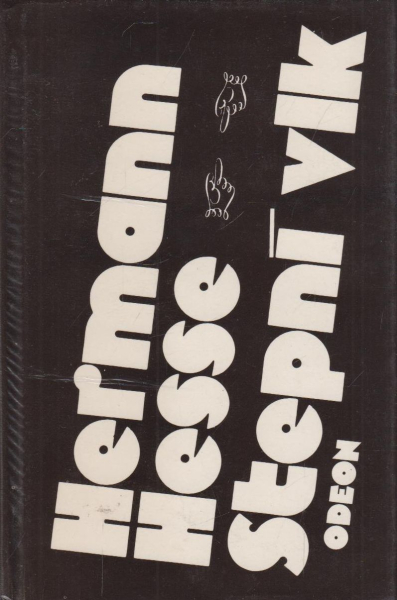 Hermann
Hesse
Stepní vlk
ODEON